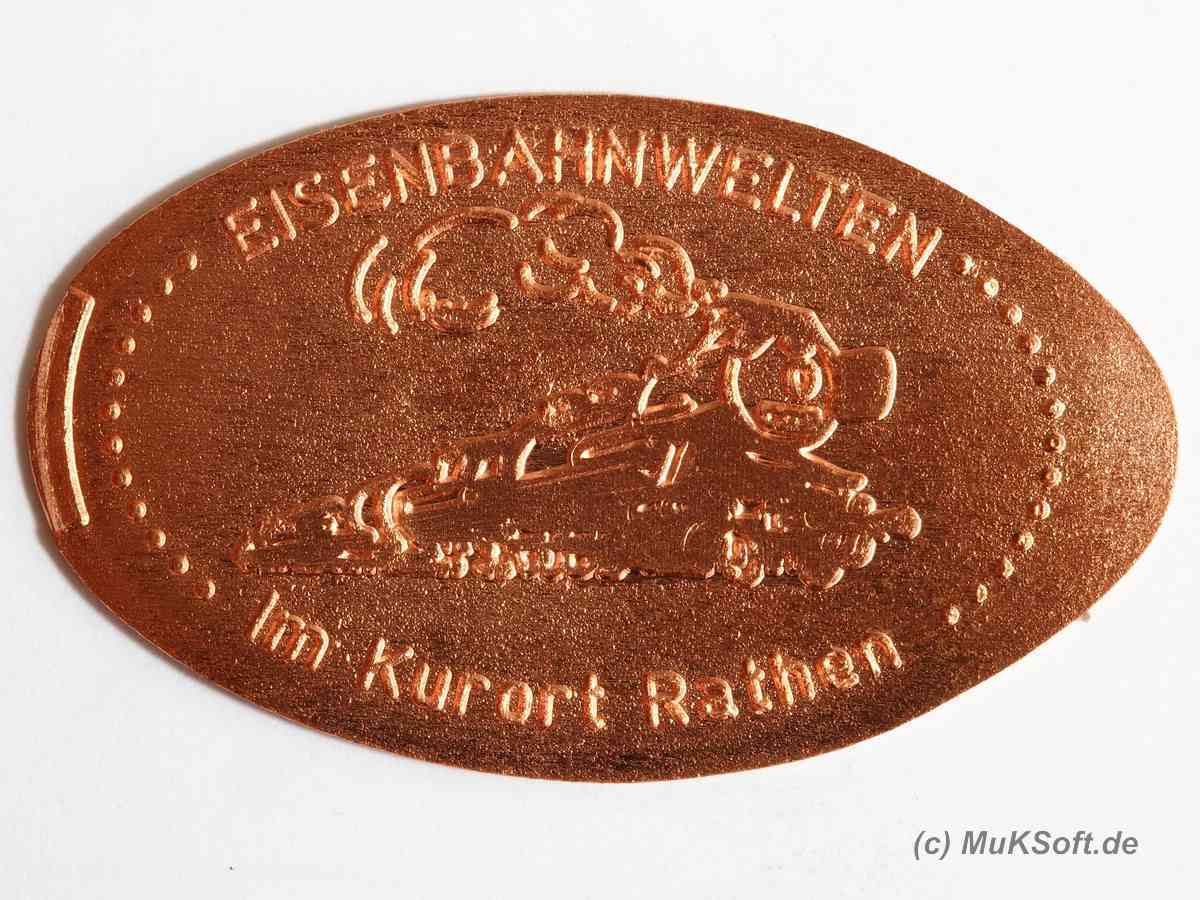 EISENBAHNWELTEN
Im Kurort Rathen
(c) MuKSoft.de